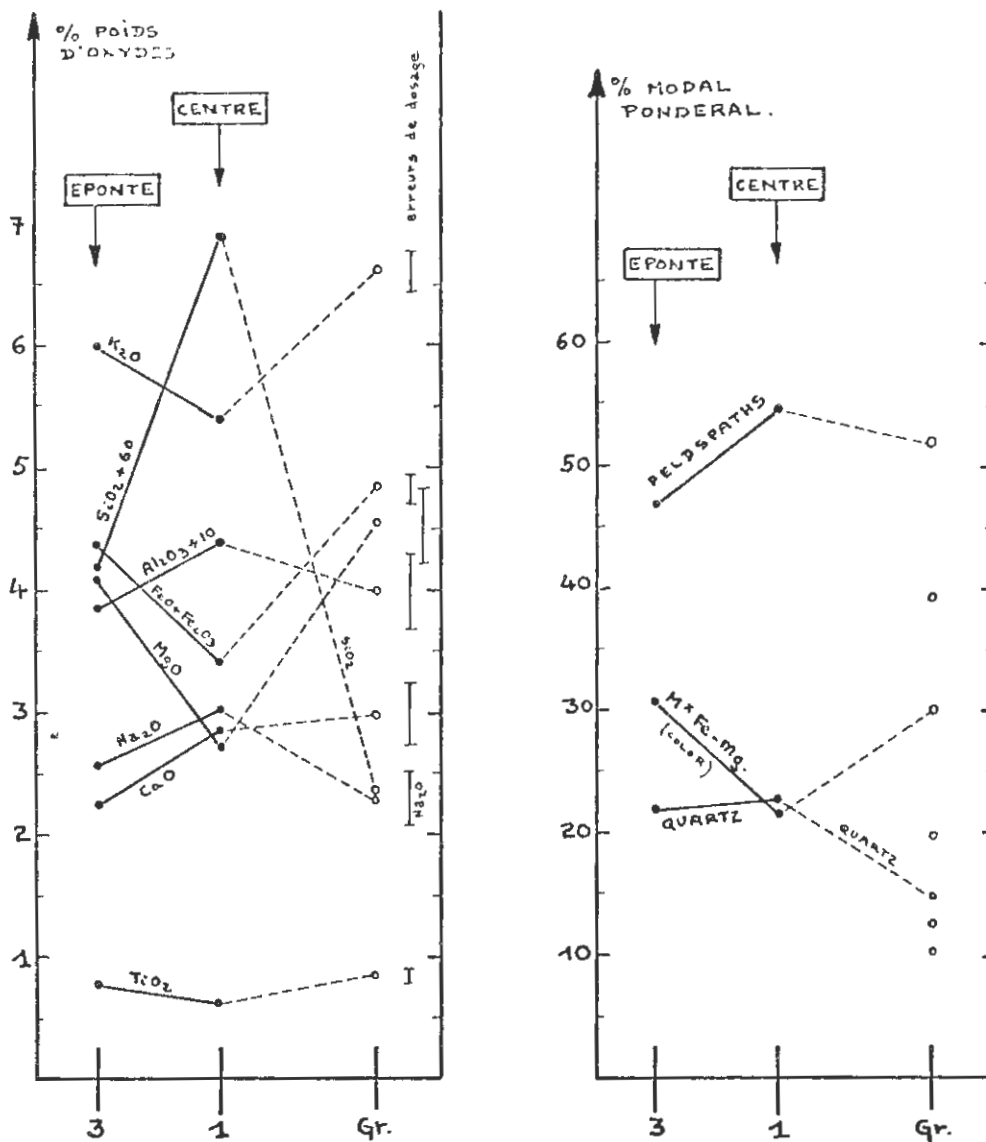 % POIDS
D'OXYDES
CENTRE
EPONTE
erreurs de dosage
7
6
5
4
3
2
1
K2O
SiO2+60
Al2O3+10
FeO+Fe2O3
MgO
SiO2
Na2O
CaO
Na2O
TiO2
3
1
Gr.
% MODAL
PONDERAL.
CENTRE
EPONTE
60
50
40
30
20
10
FELDSPATHS
Mx Fe-Mg.
(COLOR)
QUARTZ
QUARTZ
3
1
Gr.